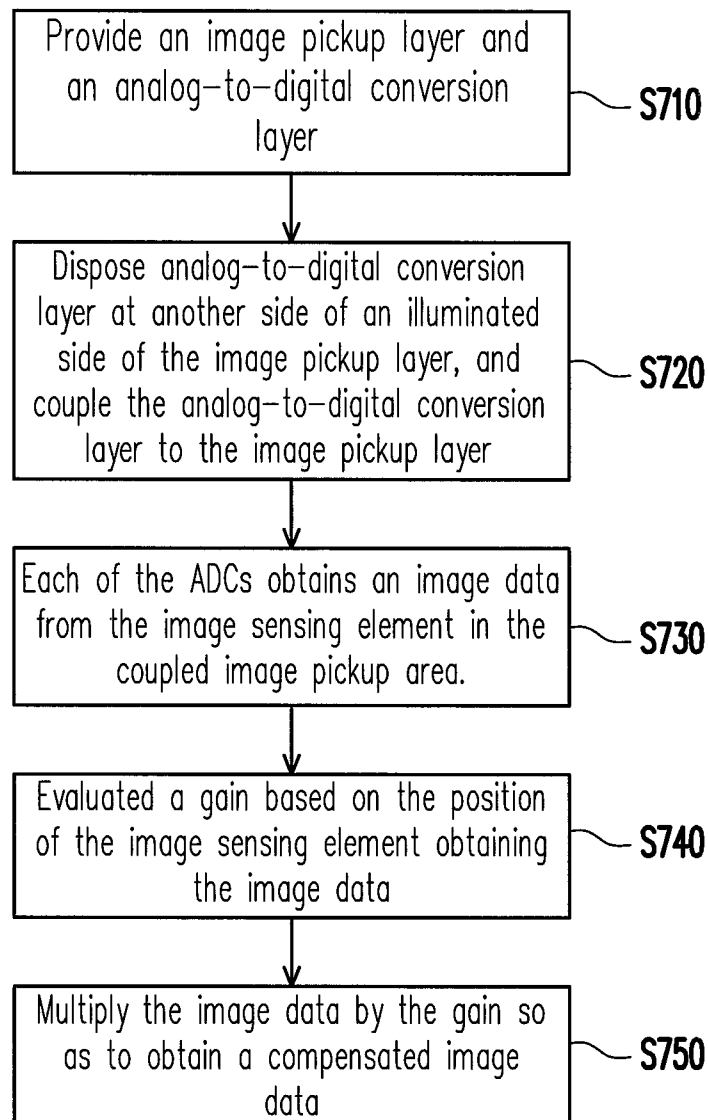 Provide an image pickup layer and
an analog-to-digital conversion
layer
S710
Dispose analog-to-digital conversion
layer at another side of an illuminated
side of the image pickup layer, and
couple the analog-to-digital conversion
layer to the image pickup layer
S720
Each of the ADCs obtains an image data
from the image sensing element in the
coupled image pickup area.
S730
Evaluated a gain based on the position
of the image sensing element obtaining
the image data
S740
Multiply the image data by the gain so
as to obtain a compensated image
data
S750